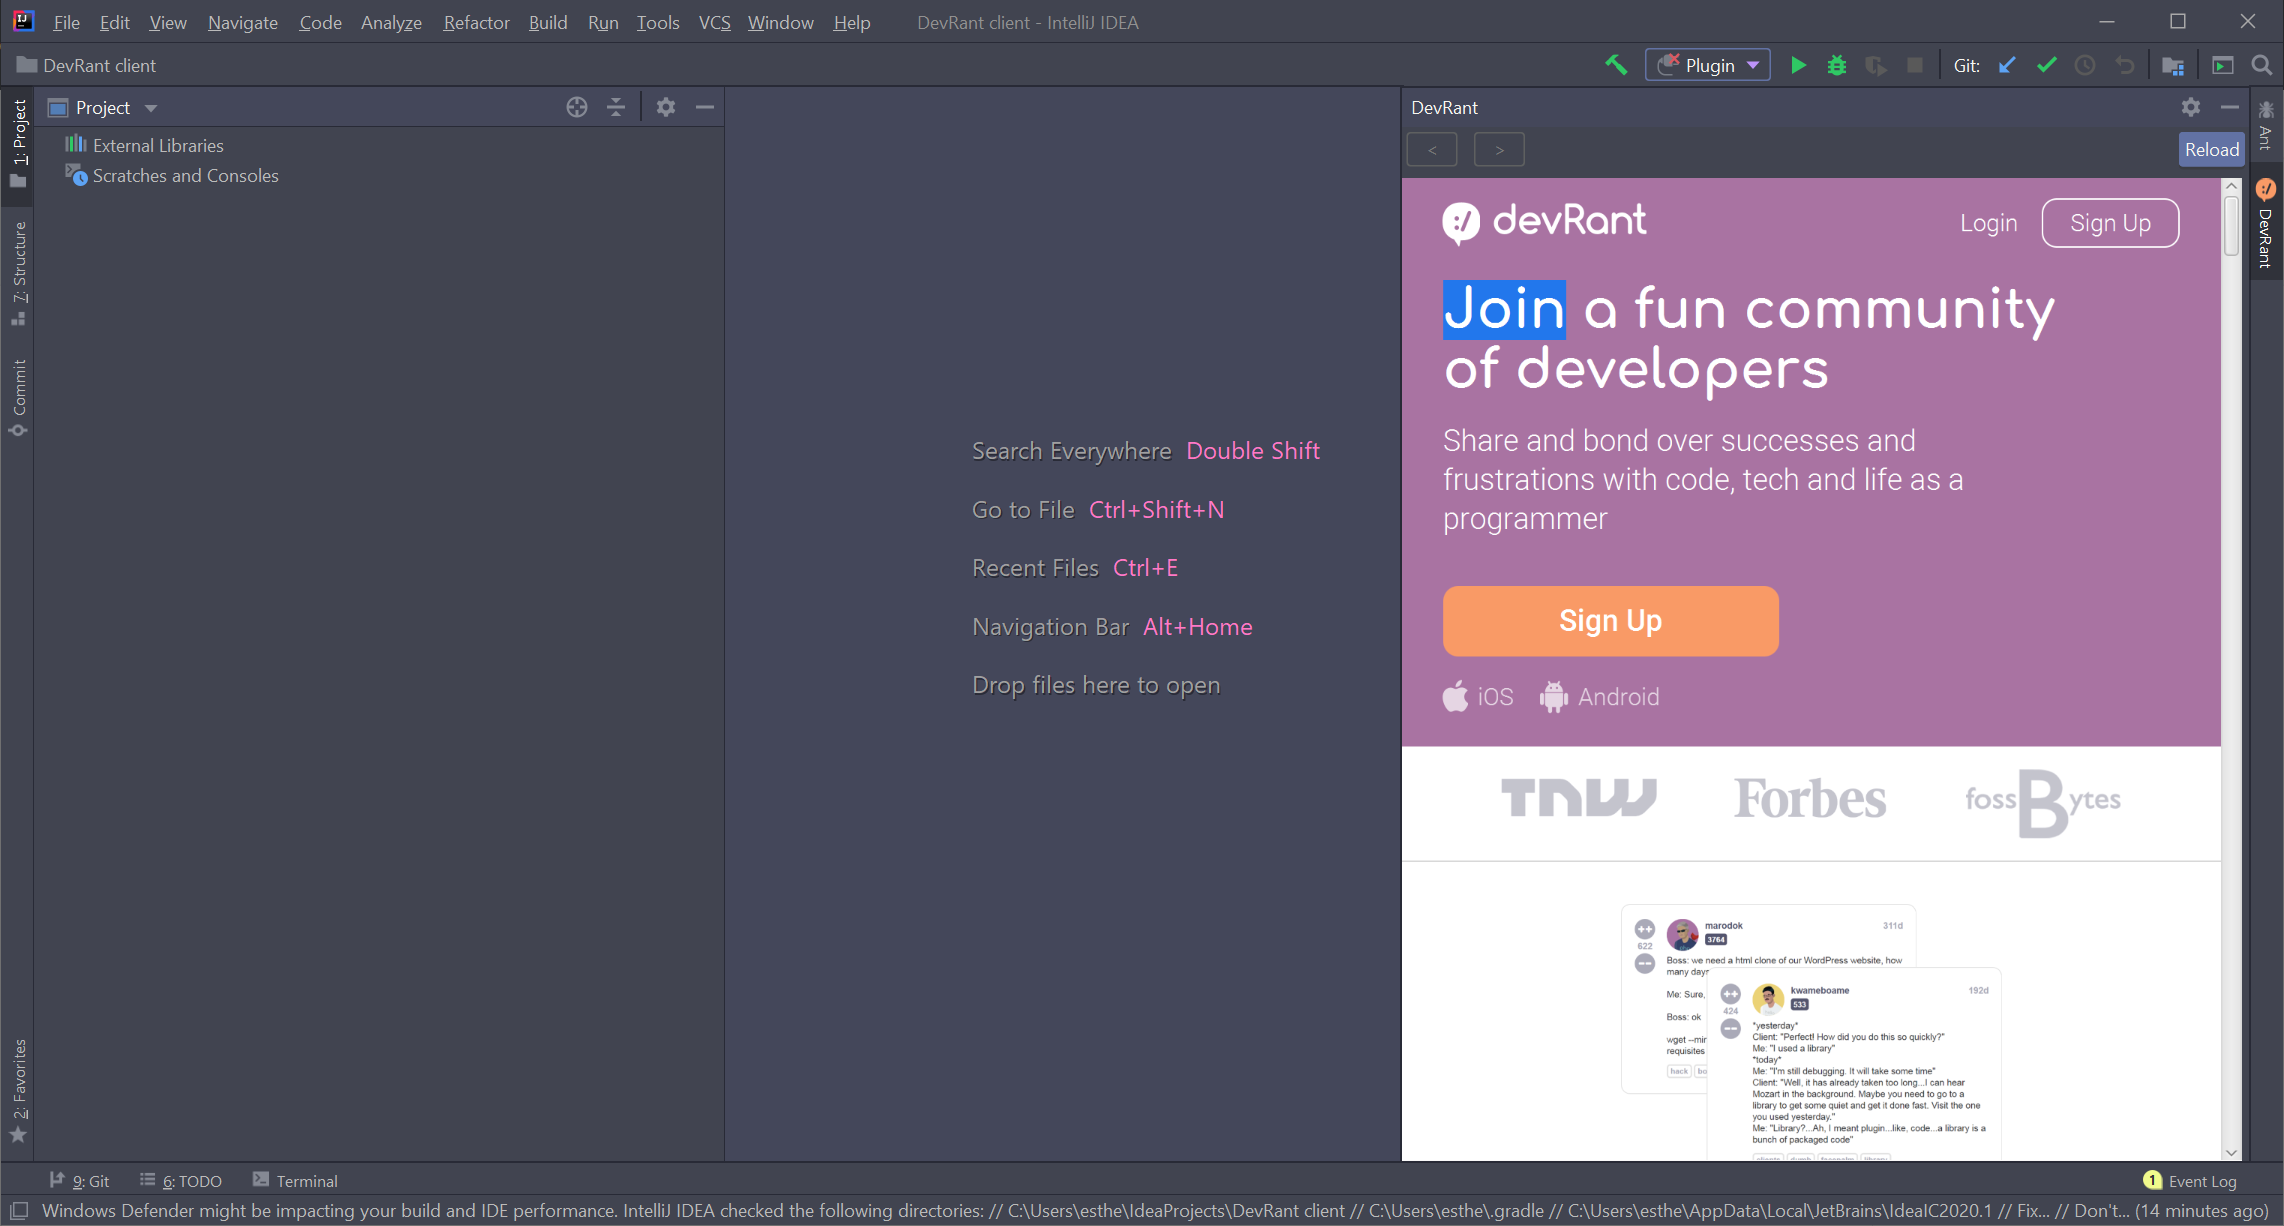 File Edit View Navigate Code Analyze Refactor Build Run Tools VCS Window Help DevRant client - IntelliJ IDEA
DevRant client
Plugin
Git:
1: Project
7: Structure
Commit
2: Favorites
Project
External Libraries
Scratches and Consoles
Search Everywhere Double Shift
Go to File Ctrl+Shift+N
Recent Files Ctrl+E
Navigation Bar Alt+Home
Drop files here to open
DevRant
< > Reload
:/ devRant
Login Sign Up
Join a fun community
of developers
Share and bond over successes and
frustrations with code, tech and life as a
programmer
Sign Up
iOS Android
TNW Forbes fossBytes
++ marodok 311d
622 3764
Boss: we need a html clone of our WordPress website, how
many days
Me: Sure,
Boss: ok
wget --mir
requisites
hack bo
++ kwameboame 192d
424 533
*yesterday*
Client: "Perfect! How did you do this so quickly?"
Me: "I used a library"
*today*
Me: "I'm still debugging. It will take some time"
Client: "Well, it has already taken too long...I can hear
Mozart in the background. Maybe you need to go to a
library to get some quiet and get it done fast. Visit the one
you used yesterday."
Me: "Library?...Ah, I meant plugin...like, code...a library is a
bunch of packaged code"
Ant
DevRant
9: Git 6: TODO Terminal
1 Event Log
Windows Defender might be impacting your build and IDE performance. IntelliJ IDEA checked the following directories: // C:\Users\esthe\IdeaProjects\DevRant client // C:\Users\esthe\.gradle // C:\Users\esthe\AppData\Local\JetBrains\IdeaIC2020.1 // Fix... // Don't... (14 minutes ago)